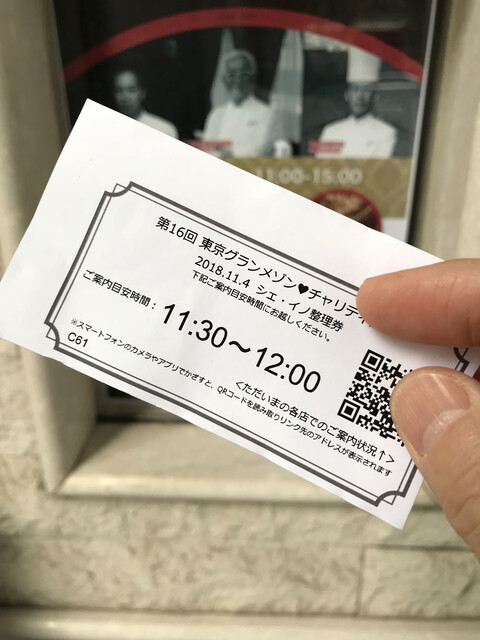 11:00-15:00
第16回 東京グランメゾン♥チャリティ
2018.11.4 シェ・イノ整理券
下記ご案内目安時間にお越しください。
ご案内目安時間：
11:30～12:00
<ただいまの各店でのご案内状況↑>
※スマートフォンのカメラやアプリでかざすと、QRコードを読み取りリンク先のアドレスが表示されます
C61